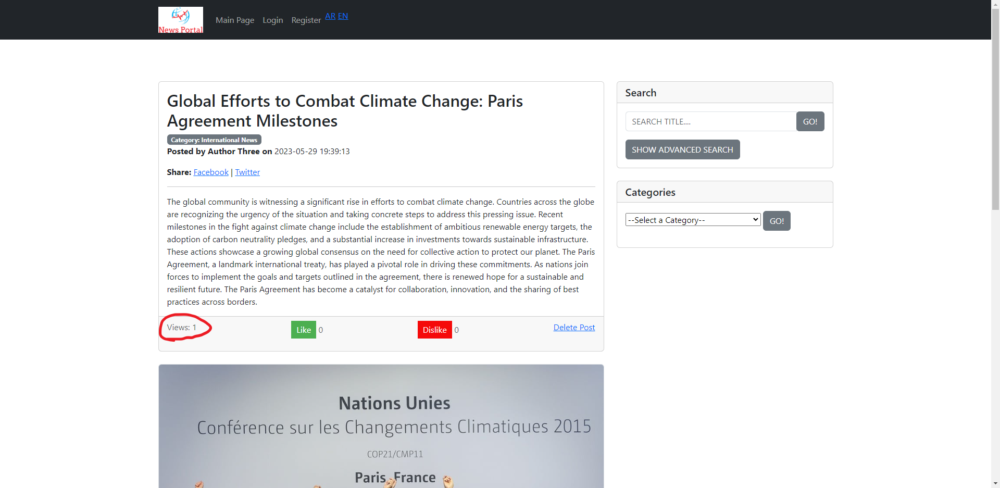 News Portal
Main Page Login Register AR EN
Global Efforts to Combat Climate Change: Paris
Agreement Milestones
Category: International News
Posted by Author Three on 2023-05-29 19:39:13
Share: Facebook | Twitter
The global community is witnessing a significant rise in efforts to combat climate change. Countries across the globe
are recognizing the urgency of the situation and taking concrete steps to address this pressing issue. Recent
milestones in the fight against climate change include the establishment of ambitious renewable energy targets, the
adoption of carbon neutrality pledges, and a substantial increase in investments towards sustainable infrastructure.
These actions showcase a growing global consensus on the need for collective action to protect our planet. The Paris
Agreement, a landmark international treaty, has played a pivotal role in driving these commitments. As nations join
forces to implement the goals and targets outlined in the agreement, there is renewed hope for a sustainable and
resilient future. The Paris Agreement has become a catalyst for collaboration, innovation, and the sharing of best
practices across borders.
Views: 1 Like 0 Dislike 0 Delete Post
Nations Unies
Conférence sur les Changements Climatiques 2015
COP21/CMP11
Paris, France
Search
SEARCH TITLE.... GO!
SHOW ADVANCED SEARCH
Categories
--Select a Category-- GO!